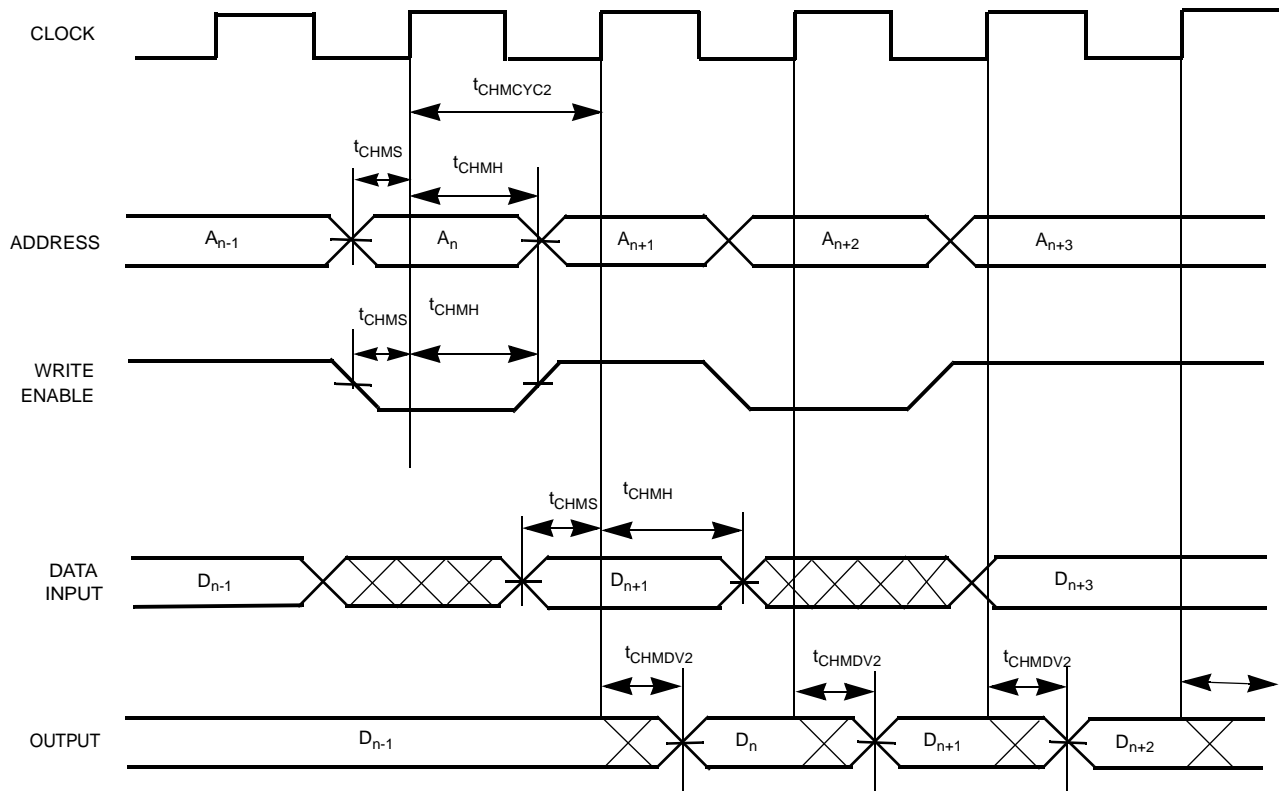 CLOCK
tCHMCYC2
tCHMS
tCHMH
ADDRESS
An-1
An
An+1
An+2
An+3
tCHMS
tCHMH
WRITE
ENABLE
tCHMS
tCHMH
DATA
INPUT
Dn-1
Dn+1
Dn+3
tCHMDV2
tCHMDV2
tCHMDV2
OUTPUT
Dn-1
Dn
Dn+1
Dn+2